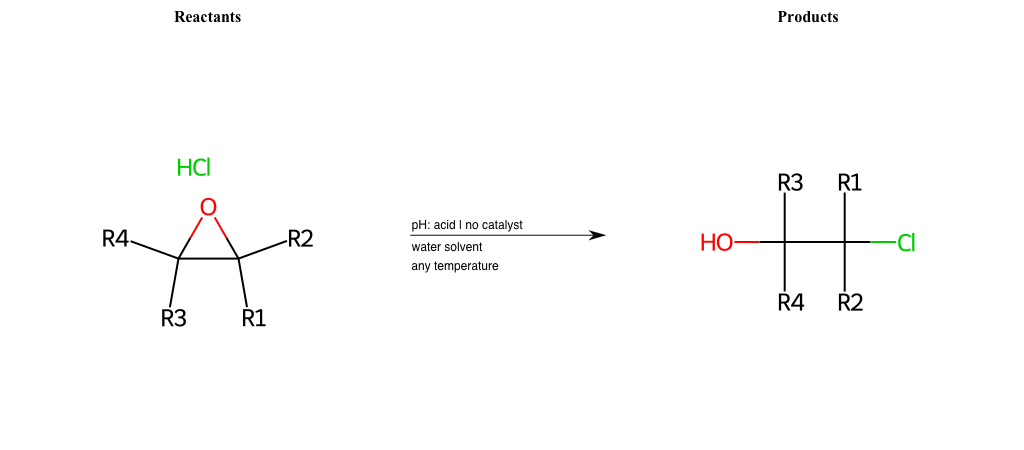 Reactants
Products
HCl
O
R4
R2
R3
R1
pH: acid | no catalyst
water solvent
any temperature
R3
R1
HO
Cl
R4
R2